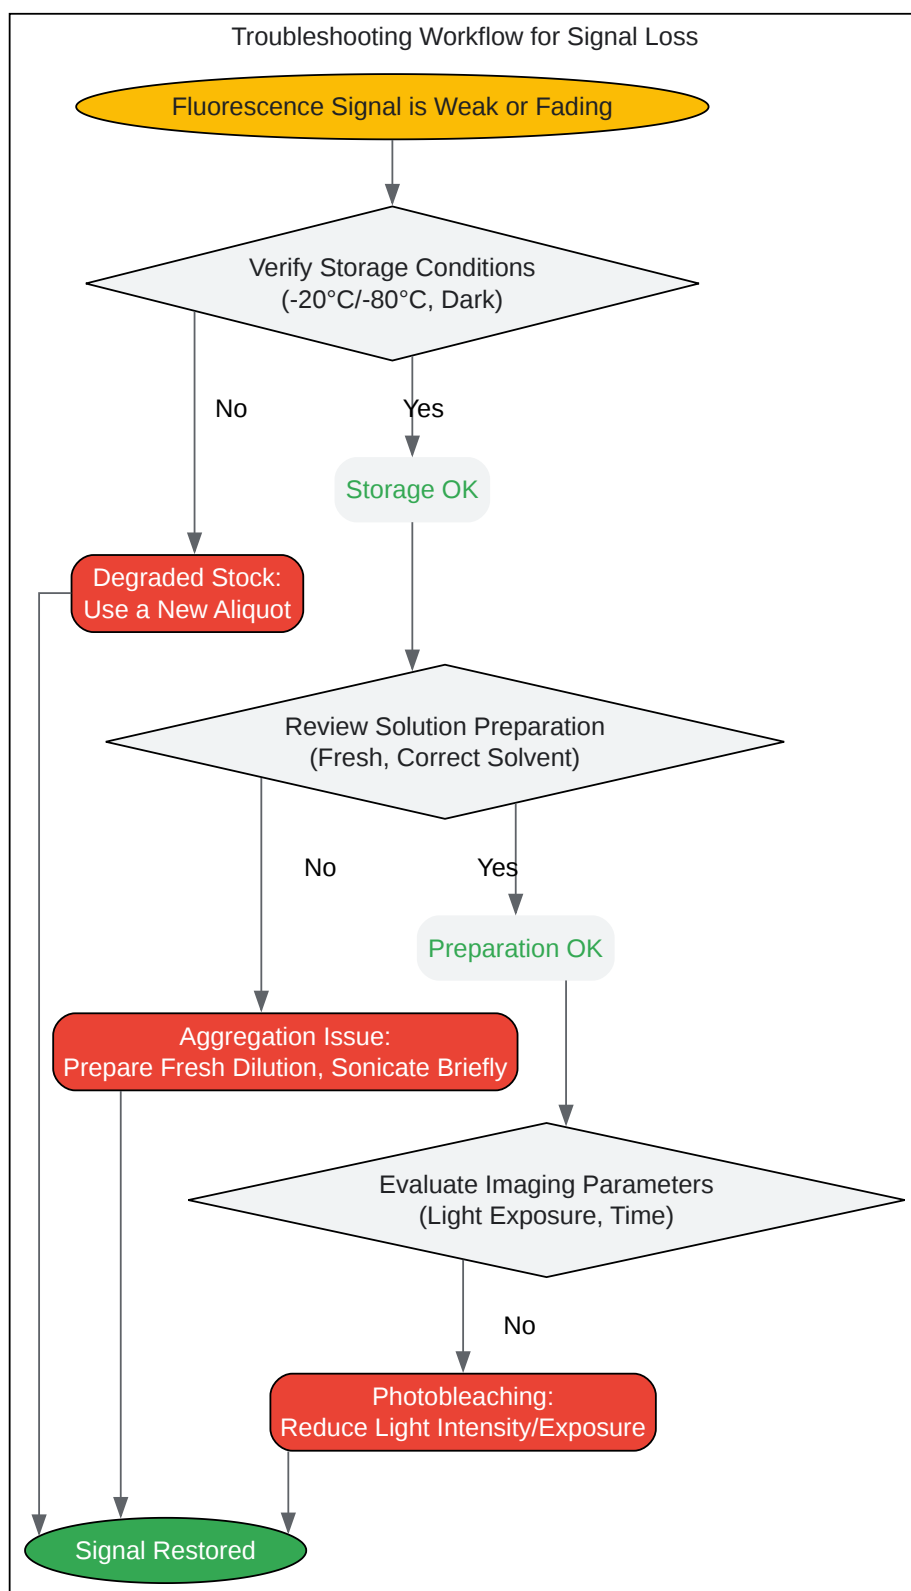 Troubleshooting Workflow for Signal Loss
Fluorescence Signal is Weak or Fading
Verify Storage Conditions
(-20°C/-80°C, Dark)
No
Yes
Storage OK
Degraded Stock:
Use a New Aliquot
Review Solution Preparation
(Fresh, Correct Solvent)
No
Yes
Preparation OK
Aggregation Issue:
Prepare Fresh Dilution, Sonicate Briefly
Evaluate Imaging Parameters
(Light Exposure, Time)
No
Photobleaching:
Reduce Light Intensity/Exposure
Signal Restored